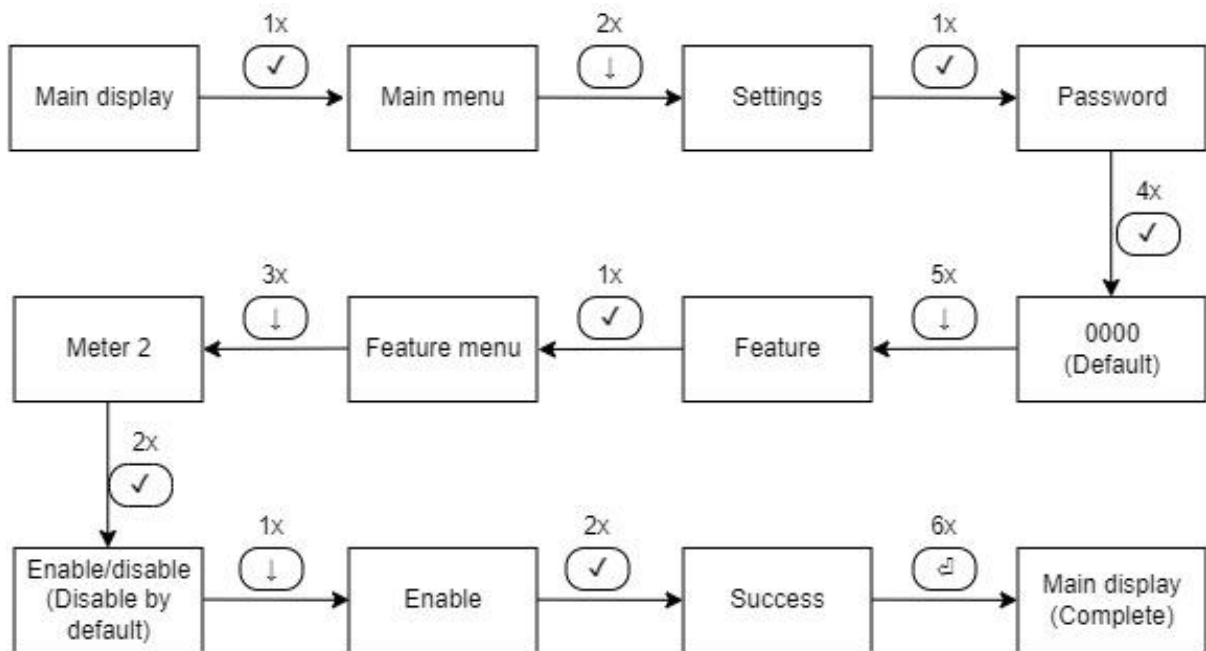 1x
2x
1x
✓
↓
✓
Main display
Main menu
Settings
Password
4x
✓
3x
1x
5x
↓
✓
↓
Meter 2
Feature menu
Feature
0000
(Default)
2x
✓
1x
2x
6x
↓
✓
⏎
Enable/disable
(Disable by
default)
Enable
Success
Main display
(Complete)